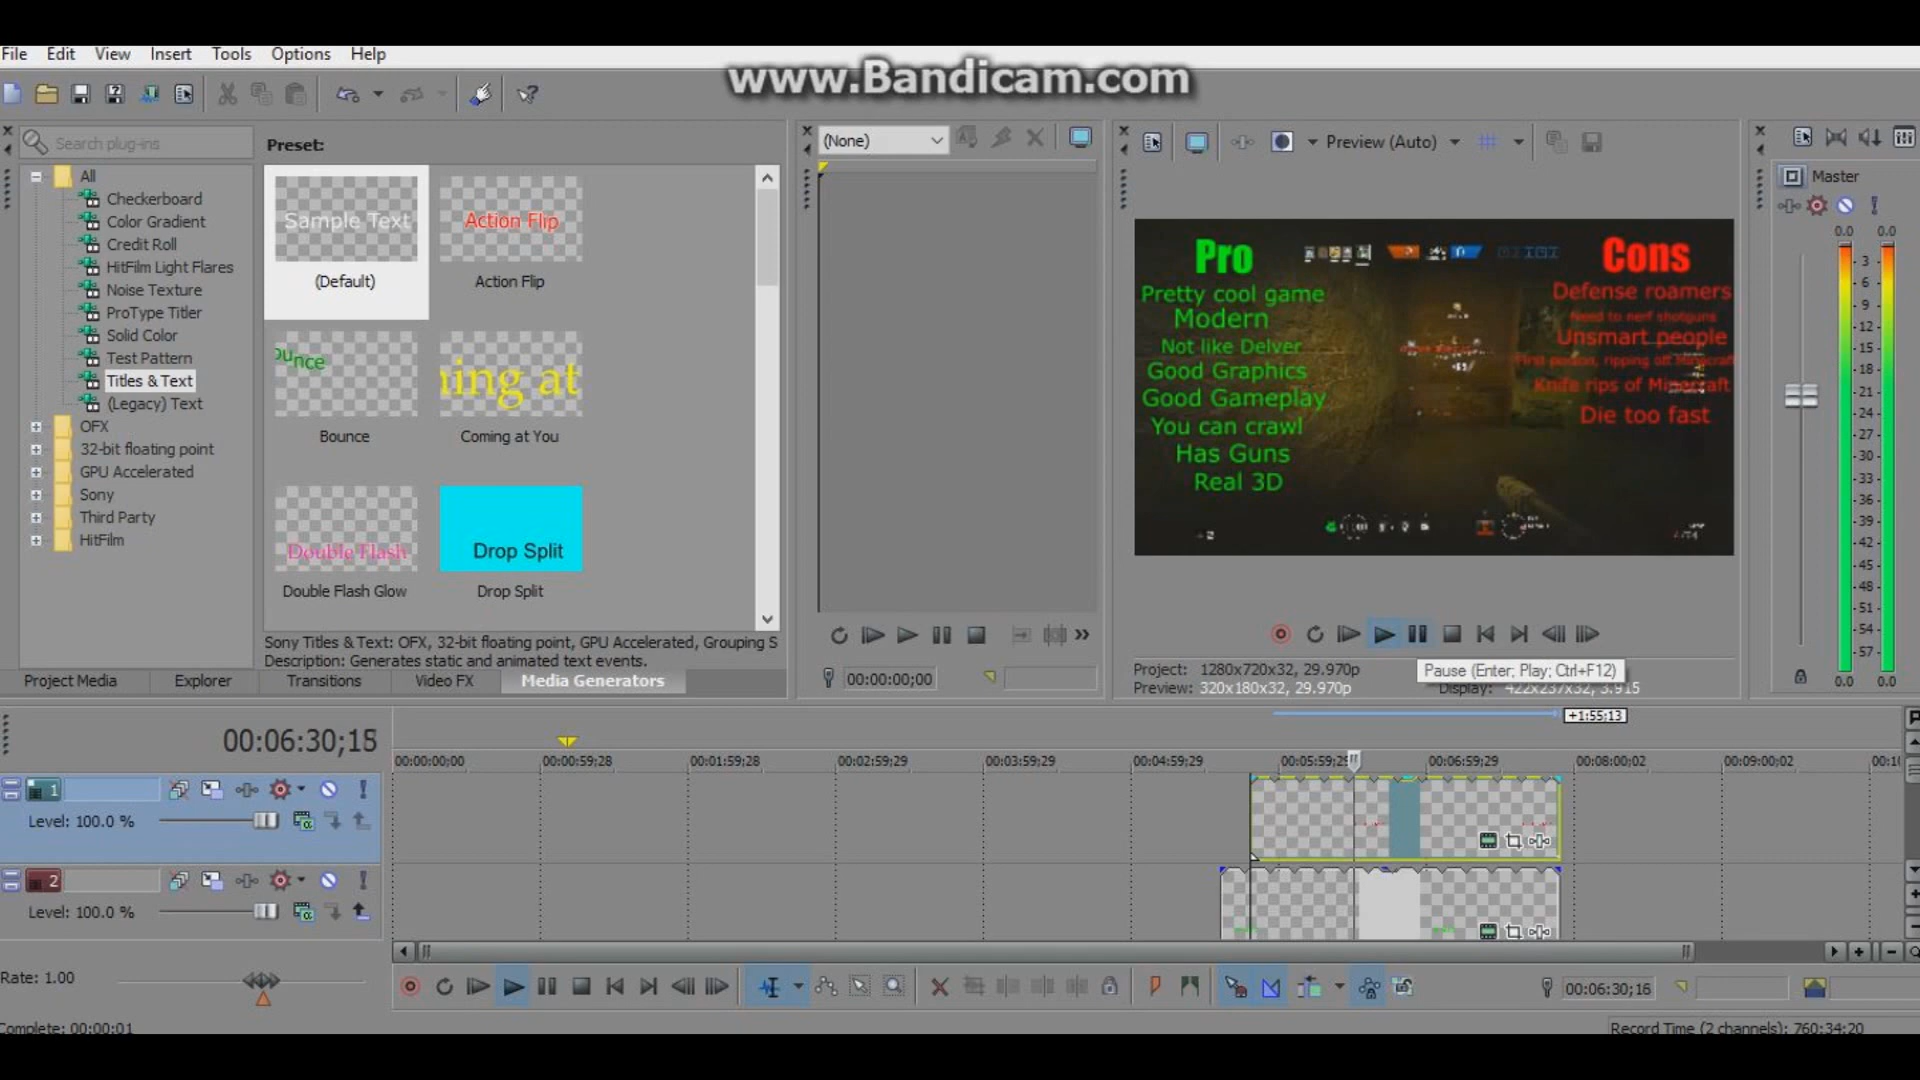 File Edit View Insert Tools Options Help
www.Bandicam.com
Search plug-ins
Preset:
(None)
Preview (Auto)
All
Checkerboard
Color Gradient
Credit Roll
HitFilm Light Flares
Noise Texture
ProType Titler
Solid Color
Test Pattern
Titles & Text
(Legacy) Text
OFX
32-bit floating point
GPU Accelerated
Sony
Third Party
HitFilm
Sample Text
(Default)
Action Flip
Action Flip
ounce
Bounce
ning at
Coming at You
Double Flash
Double Flash Glow
Drop Split
Drop Split
Sony Titles & Text: OFX, 32-bit floating point, GPU Accelerated, Grouping S
Description: Generates static and animated text events.
Project Media Explorer Transitions Video FX Media Generators
00:00:00;00
Pro
Pretty cool game
Modern
Not like Delver
Good Graphics
Good Gameplay
You can crawl
Has Guns
Real 3D
Cons
Defense roamers
Need to nerf shotguns
Unsmart people
First person, ripping off Minecraft
Knife rips of Minecraft
Die too fast
Project: 1280x720x32, 29.970p
Preview: 320x180x32, 29.970p
Pause (Enter; Play; Ctrl+F12)
Display: 422x237x32, 3.915
Master
0.0 0.0
3
6
9
12
15
18
21
24
27
30
33
36
39
42
45
48
51
54
57
0.0 0.0
+1:55;13
00:06:30;15
00:00:00;00 00:00:59;28 00:01:59;28 00:02:59;29 00:03:59;29 00:04:59;29 00:05:59;29 00:06:59;29 00:08:00;02 00:09:00;02
1
Level: 100.0 %
2
Level: 100.0 %
Rate: 1.00
00:06:30;16
Complete: 00:00:01
Record Time (2 channels): 760:34:20